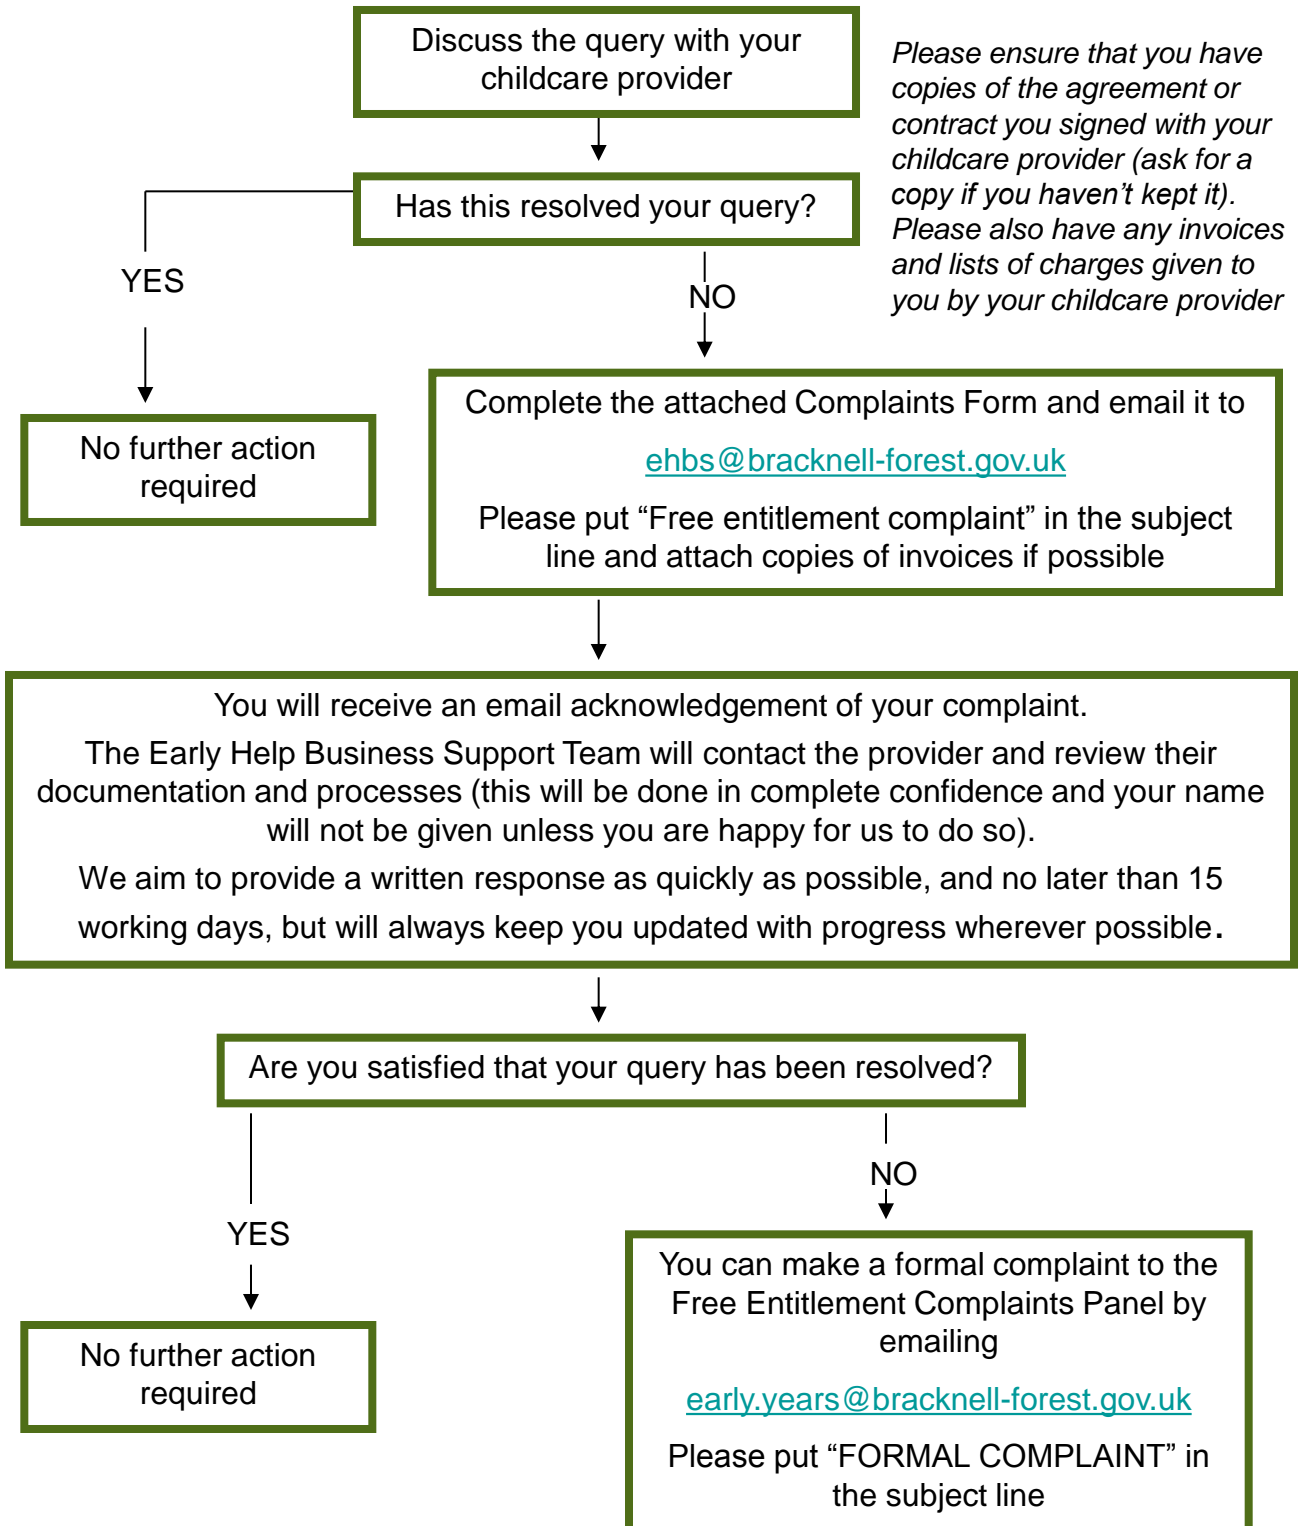 Discuss the query with your
childcare provider
Please ensure that you have
copies of the agreement or
contract you signed with your
childcare provider (ask for a
copy if you haven’t kept it).
Please also have any invoices
and lists of charges given to
you by your childcare provider
Has this resolved your query?
YES
NO
No further action
required
Complete the attached Complaints Form and email it to
ehbs@bracknell-forest.gov.uk
Please put “Free entitlement complaint” in the subject
line and attach copies of invoices if possible
You will receive an email acknowledgement of your complaint.
The Early Help Business Support Team will contact the provider and review their
documentation and processes (this will be done in complete confidence and your name
will not be given unless you are happy for us to do so).
We aim to provide a written response as quickly as possible, and no later than 15
working days, but will always keep you updated with progress wherever possible.
Are you satisfied that your query has been resolved?
YES
NO
No further action
required
You can make a formal complaint to the
Free Entitlement Complaints Panel by
emailing
early.years@bracknell-forest.gov.uk
Please put “FORMAL COMPLAINT” in
the subject line